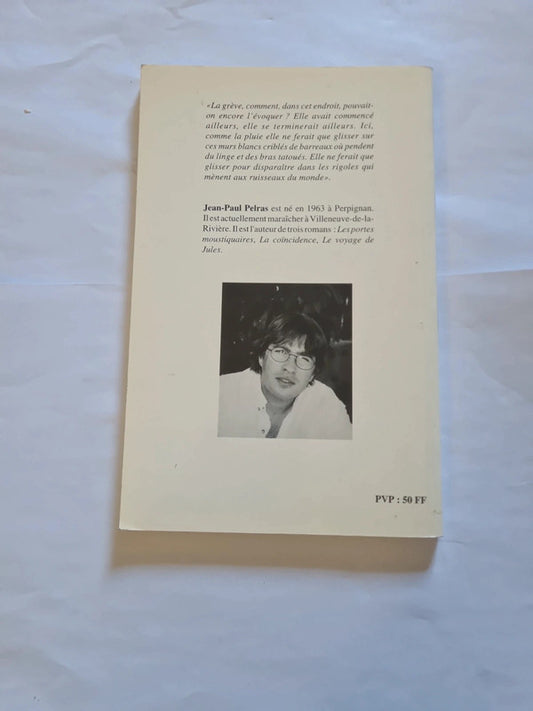 «La grève, comment, dans cet endroit, pouvait-
on encore l'évoquer ? Elle avait commencé
ailleurs, elle se terminerait ailleurs. Ici,
comme la pluie elle ne ferait que glisser sur
ces murs blancs criblés de barreaux où pendent
du linge et des bras tatoués. Elle ne ferait que
glisser pour disparaître dans les rigoles qui
mènent aux ruisseaux du monde».
Jean-Paul Pelras est né en 1963 à Perpignan.
Il est actuellement maraîcher à Villeneuve-de-la-
Rivière. Il est l'auteur de trois romans : Les portes
moustiquaires, La coïncidence, Le voyage de
Jules.
PVP : 50 FF